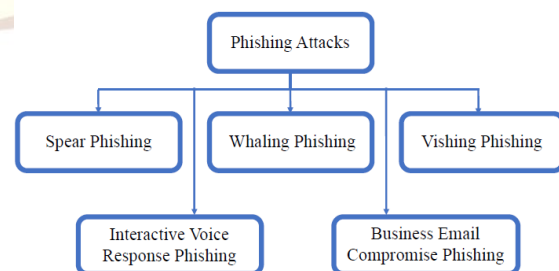 Phishing Attacks
Spear Phishing
Whaling Phishing
Vishing Phishing
Interactive Voice
Response Phishing
Business Email
Compromise Phishing